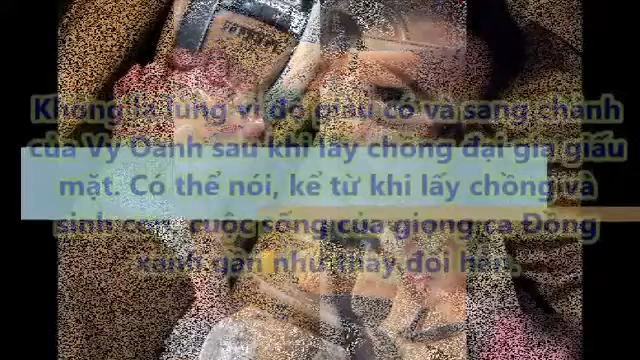 Không là lùng vì độ giàu có và sang chảnh
của Vy Oanh sau khi lấy chồng đại gia giấu
mặt. Có thể nói, kể từ khi lấy chồng và
sinh con, cuộc sống của giọng ca Đồng
xanh gần như thay đổi hẳn.